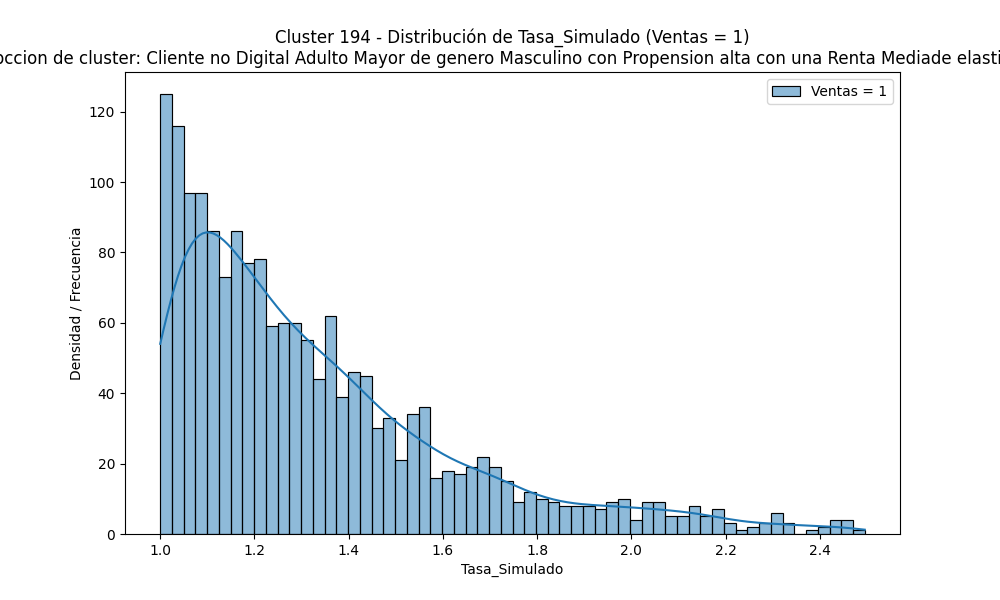 Cluster 194 - Distribución de Tasa_Simulado (Ventas = 1)
occion de cluster: Cliente no Digital Adulto Mayor de genero Masculino con Propension alta con una Renta Mediade elasti
Ventas = 1
120
100
80
60
40
20
0
Densidad / Frecuencia
1.0 1.2 1.4 1.6 1.8 2.0 2.2 2.4
Tasa_Simulado